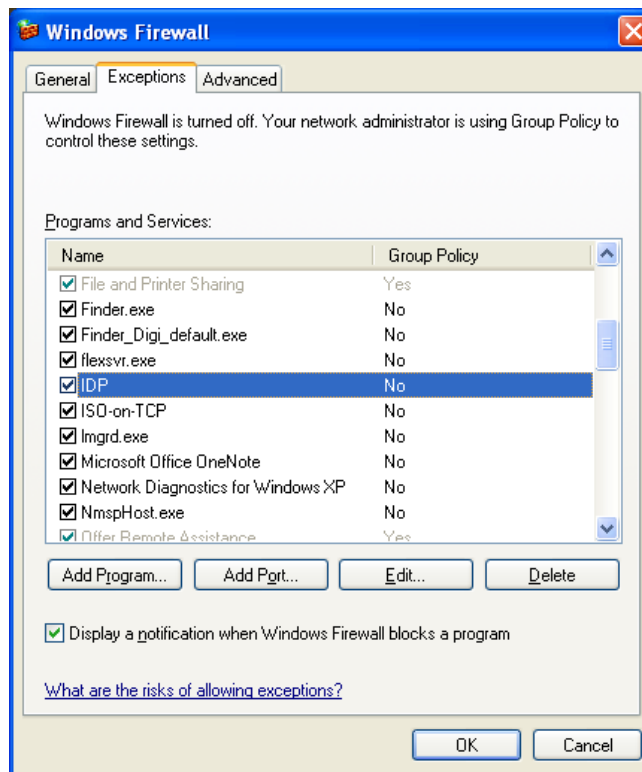 Windows Firewall
General Exceptions Advanced
Windows Firewall is turned off. Your network administrator is using Group Policy to
control these settings.
Programs and Services:
Name Group Policy
File and Printer Sharing Yes
Finder.exe No
Finder_Digi_default.exe No
flexsvr.exe No
IDP No
ISO-on-TCP No
lmgrd.exe No
Microsoft Office OneNote No
Network Diagnostics for Windows XP No
NmspHost.exe No
Offer Remote Assistance Yes
Add Program... Add Port... Edit... Delete
Display a notification when Windows Firewall blocks a program
What are the risks of allowing exceptions?
OK Cancel